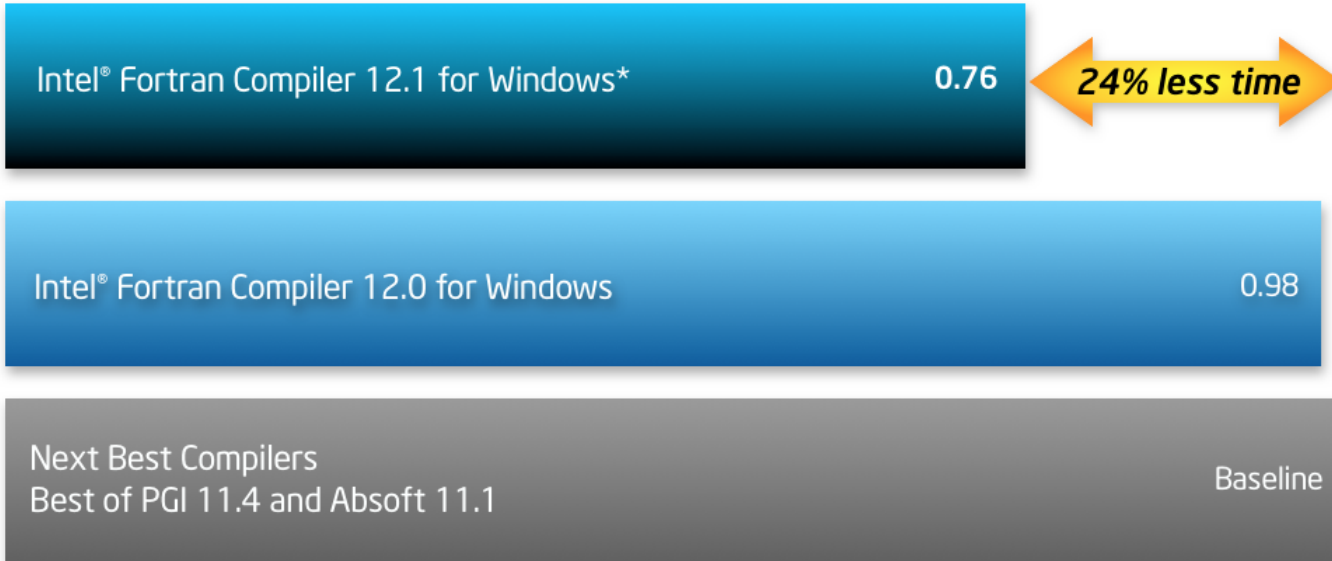 Intel® Fortran Compiler 12.1 for Windows* 0.76 24% less time
Intel® Fortran Compiler 12.0 for Windows 0.98
Next Best Compilers
Best of PGI 11.4 and Absoft 11.1
Baseline